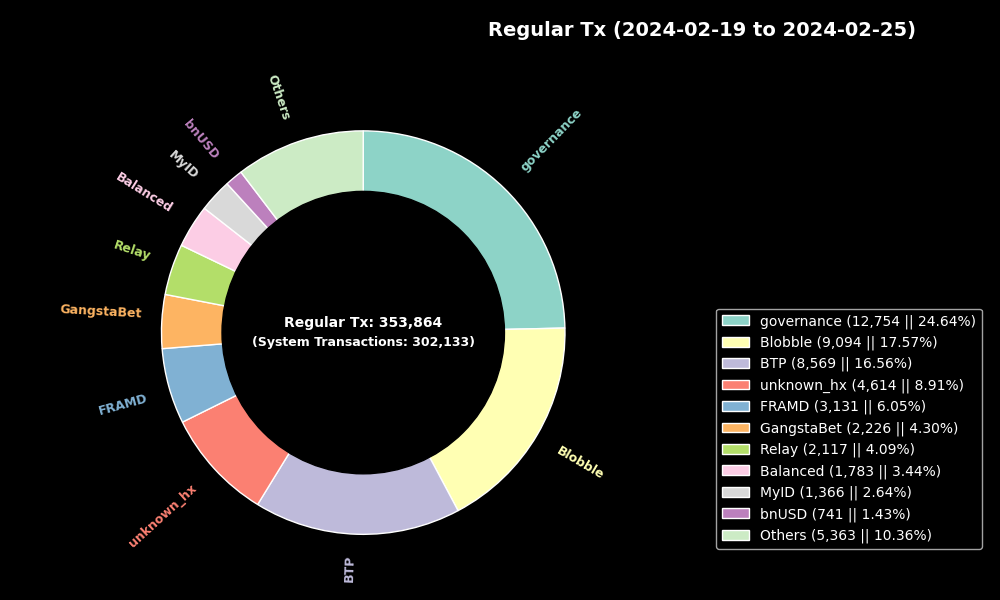 Regular Tx (2024-02-19 to 2024-02-25)
Others
governance
bnUSD
MyID
Balanced
Relay
GangstaBet
FRAMD
unknown_hx
BTP
Blobble
Regular Tx: 353,864
(System Transactions: 302,133)
governance (12,754 || 24.64%)
Blobble (9,094 || 17.57%)
BTP (8,569 || 16.56%)
unknown_hx (4,614 || 8.91%)
FRAMD (3,131 || 6.05%)
GangstaBet (2,226 || 4.30%)
Relay (2,117 || 4.09%)
Balanced (1,783 || 3.44%)
MyID (1,366 || 2.64%)
bnUSD (741 || 1.43%)
Others (5,363 || 10.36%)